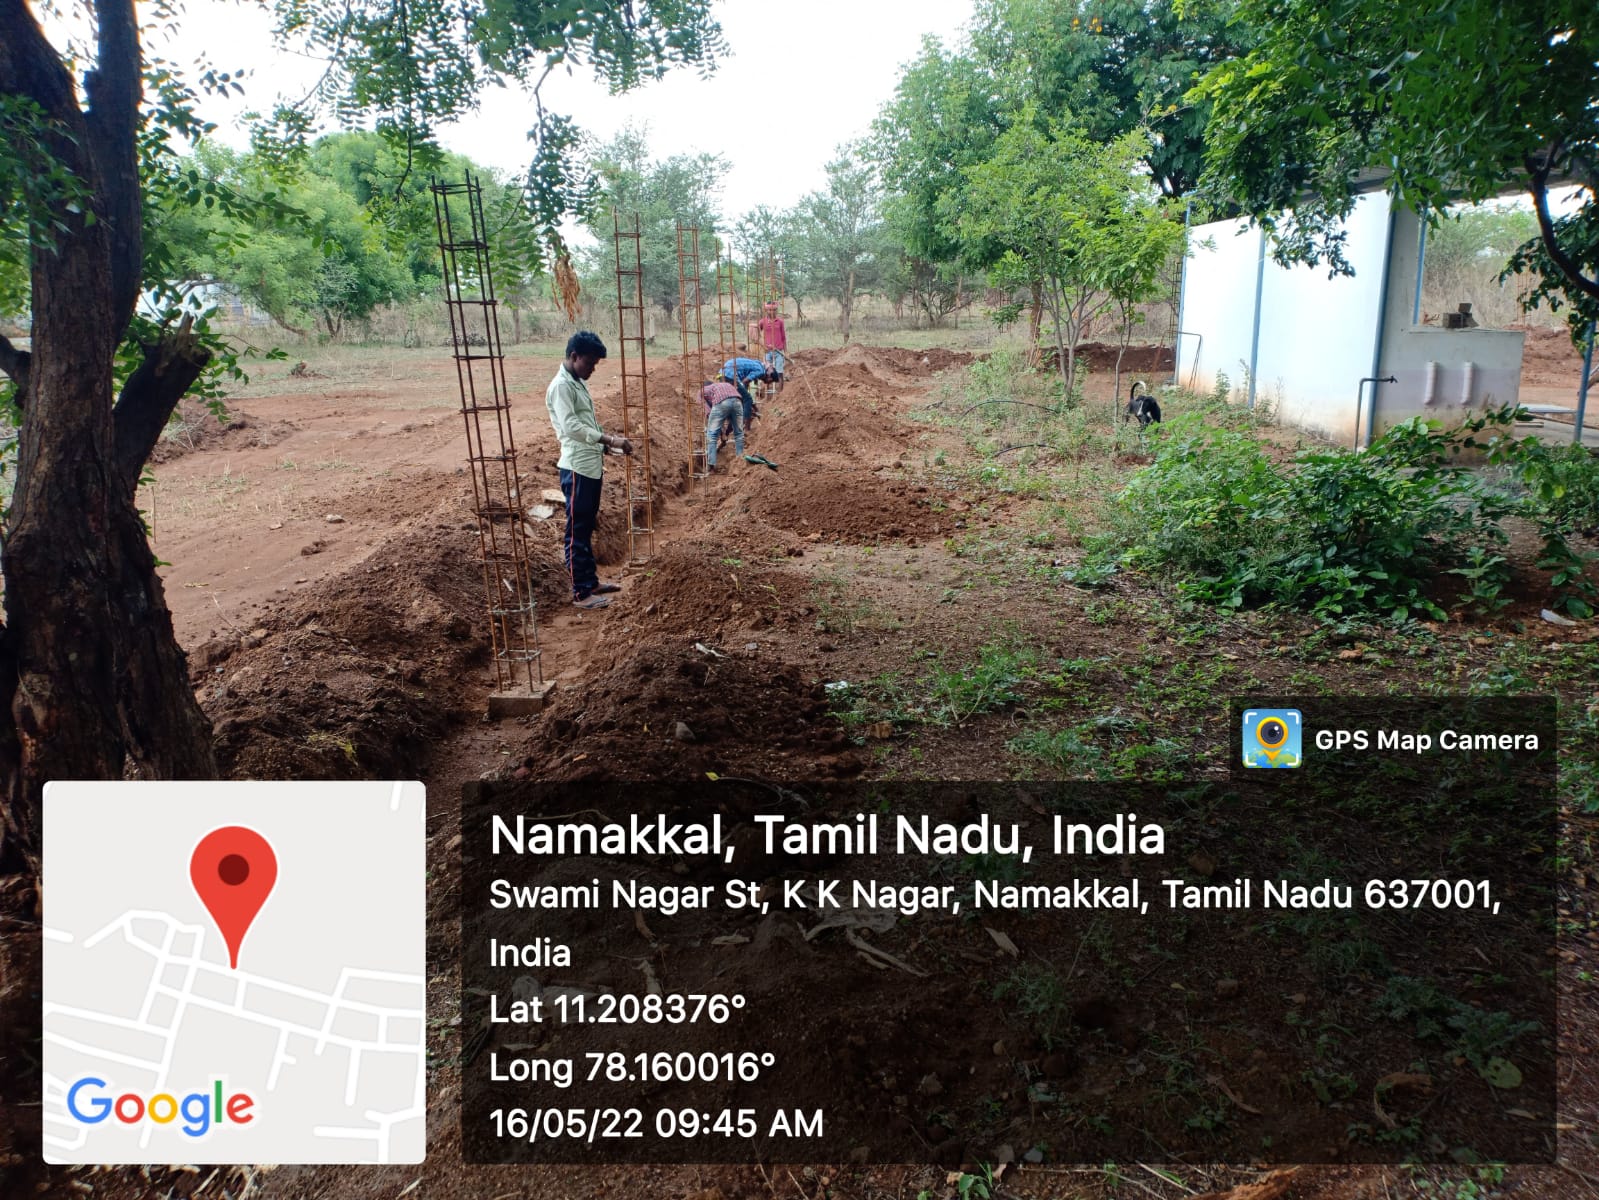 GPS Map Camera
Namakkal, Tamil Nadu, India
Swami Nagar St, K K Nagar, Namakkal, Tamil Nadu 637001,
India
Lat 11.208376°
Long 78.160016°
16/05/22 09:45 AM
Google